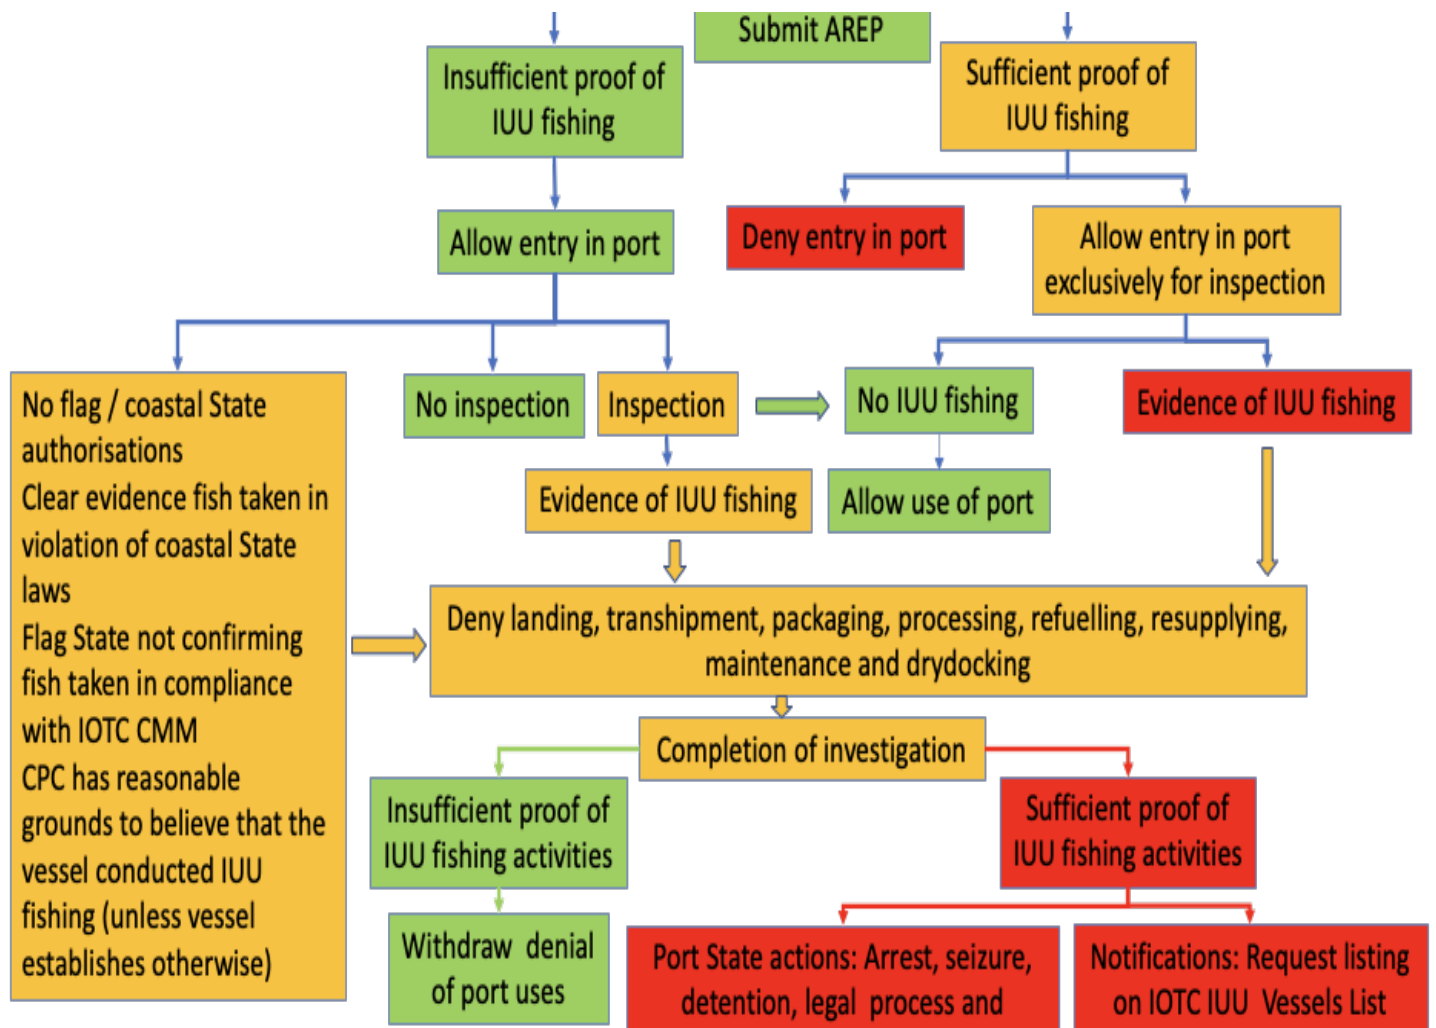 Submit AREP
Insufficient proof of
IUU fishing
Sufficient proof of
IUU fishing
Allow entry in port
Deny entry in port
Allow entry in port
exclusively for inspection
No flag / coastal State
authorisations
Clear evidence fish taken in
violation of coastal State
laws
Flag State not confirming
fish taken in compliance
with IOTC CMM
CPC has reasonable
grounds to believe that the
vessel conducted IUU
fishing (unless vessel
establishes otherwise)
No inspection
Inspection
No IUU fishing
Evidence of IUU fishing
Evidence of IUU fishing
Allow use of port
Deny landing, transhipment, packaging, processing, refuelling, resupplying,
maintenance and drydocking
Completion of investigation
Insufficient proof of
IUU fishing activities
Sufficient proof of
IUU fishing activities
Withdraw denial
of port uses
Port State actions: Arrest, seizure,
detention, legal process and
Notifications: Request listing
on IOTC IUU Vessels List